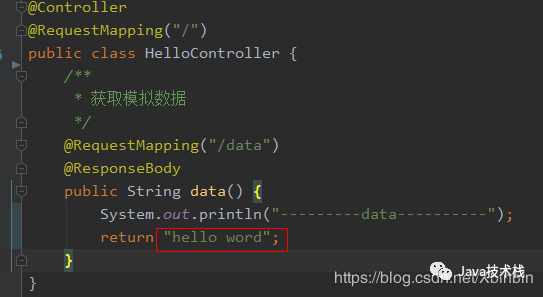 @Controller
@RequestMapping("/")
public class HelloController {
/**
* 获取模拟数据
*/
@RequestMapping("/data")
@ResponseBody
public String data() {
System.out.println("---------data----------");
return "hello word";
}
}
https://blog.csdn.net/Xbinbin
Java技术栈